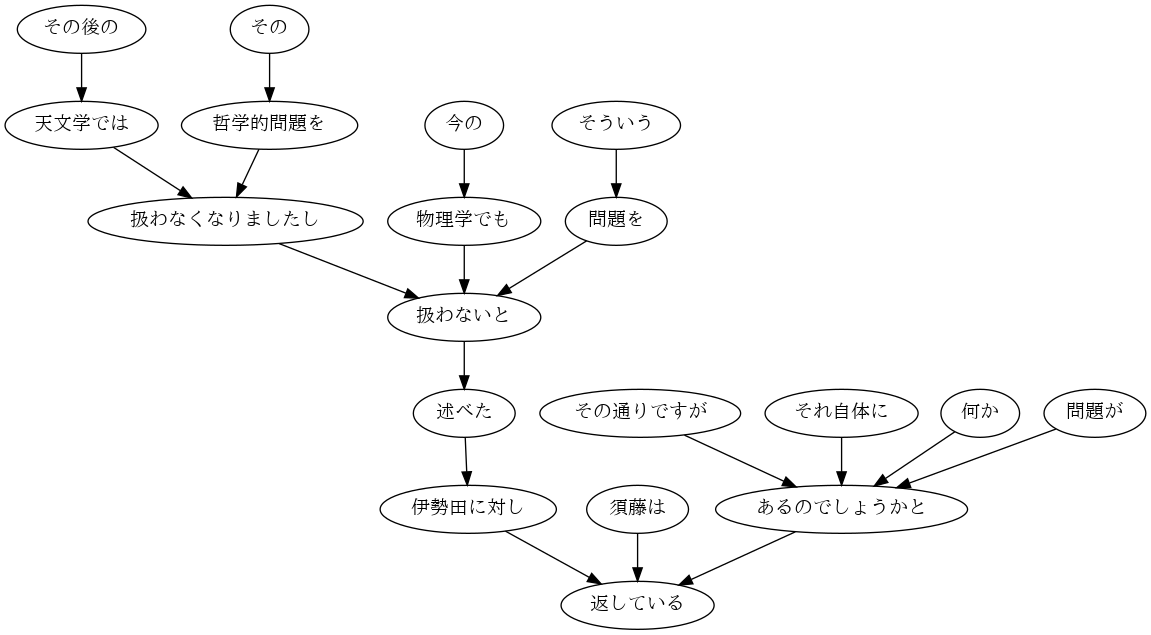 その後の
その
天文学では
哲学的問題を
今の
そういう
扱わなくなりましたし
物理学でも
問題を
扱わないと
述べた
その通りですが
それ自体に
何か
問題が
伊勢田に対し
須藤は
あるのでしょうかと
返している